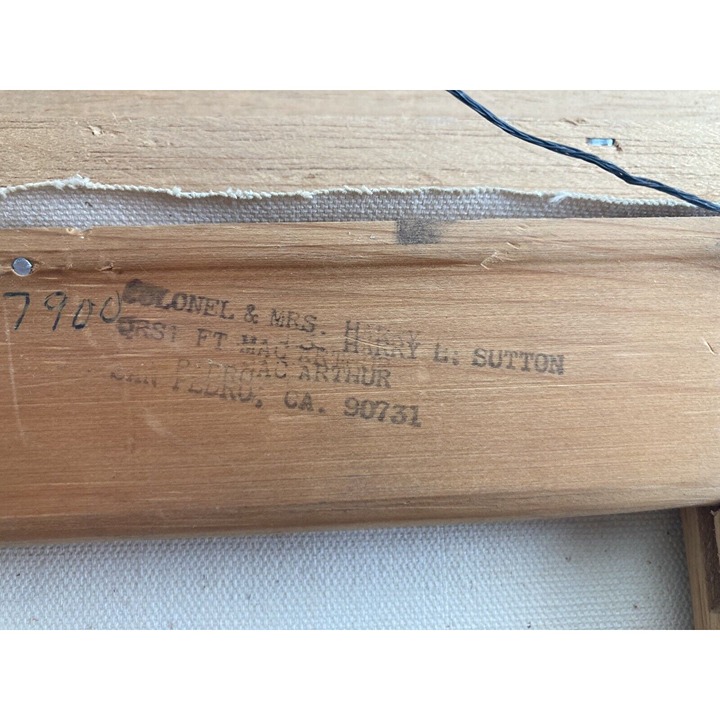 7900
COLONEL & MRS. HARRY L. SUTTON
QRS1 FT MAC ARTHUR
SAN PEDRO, CA. 90731